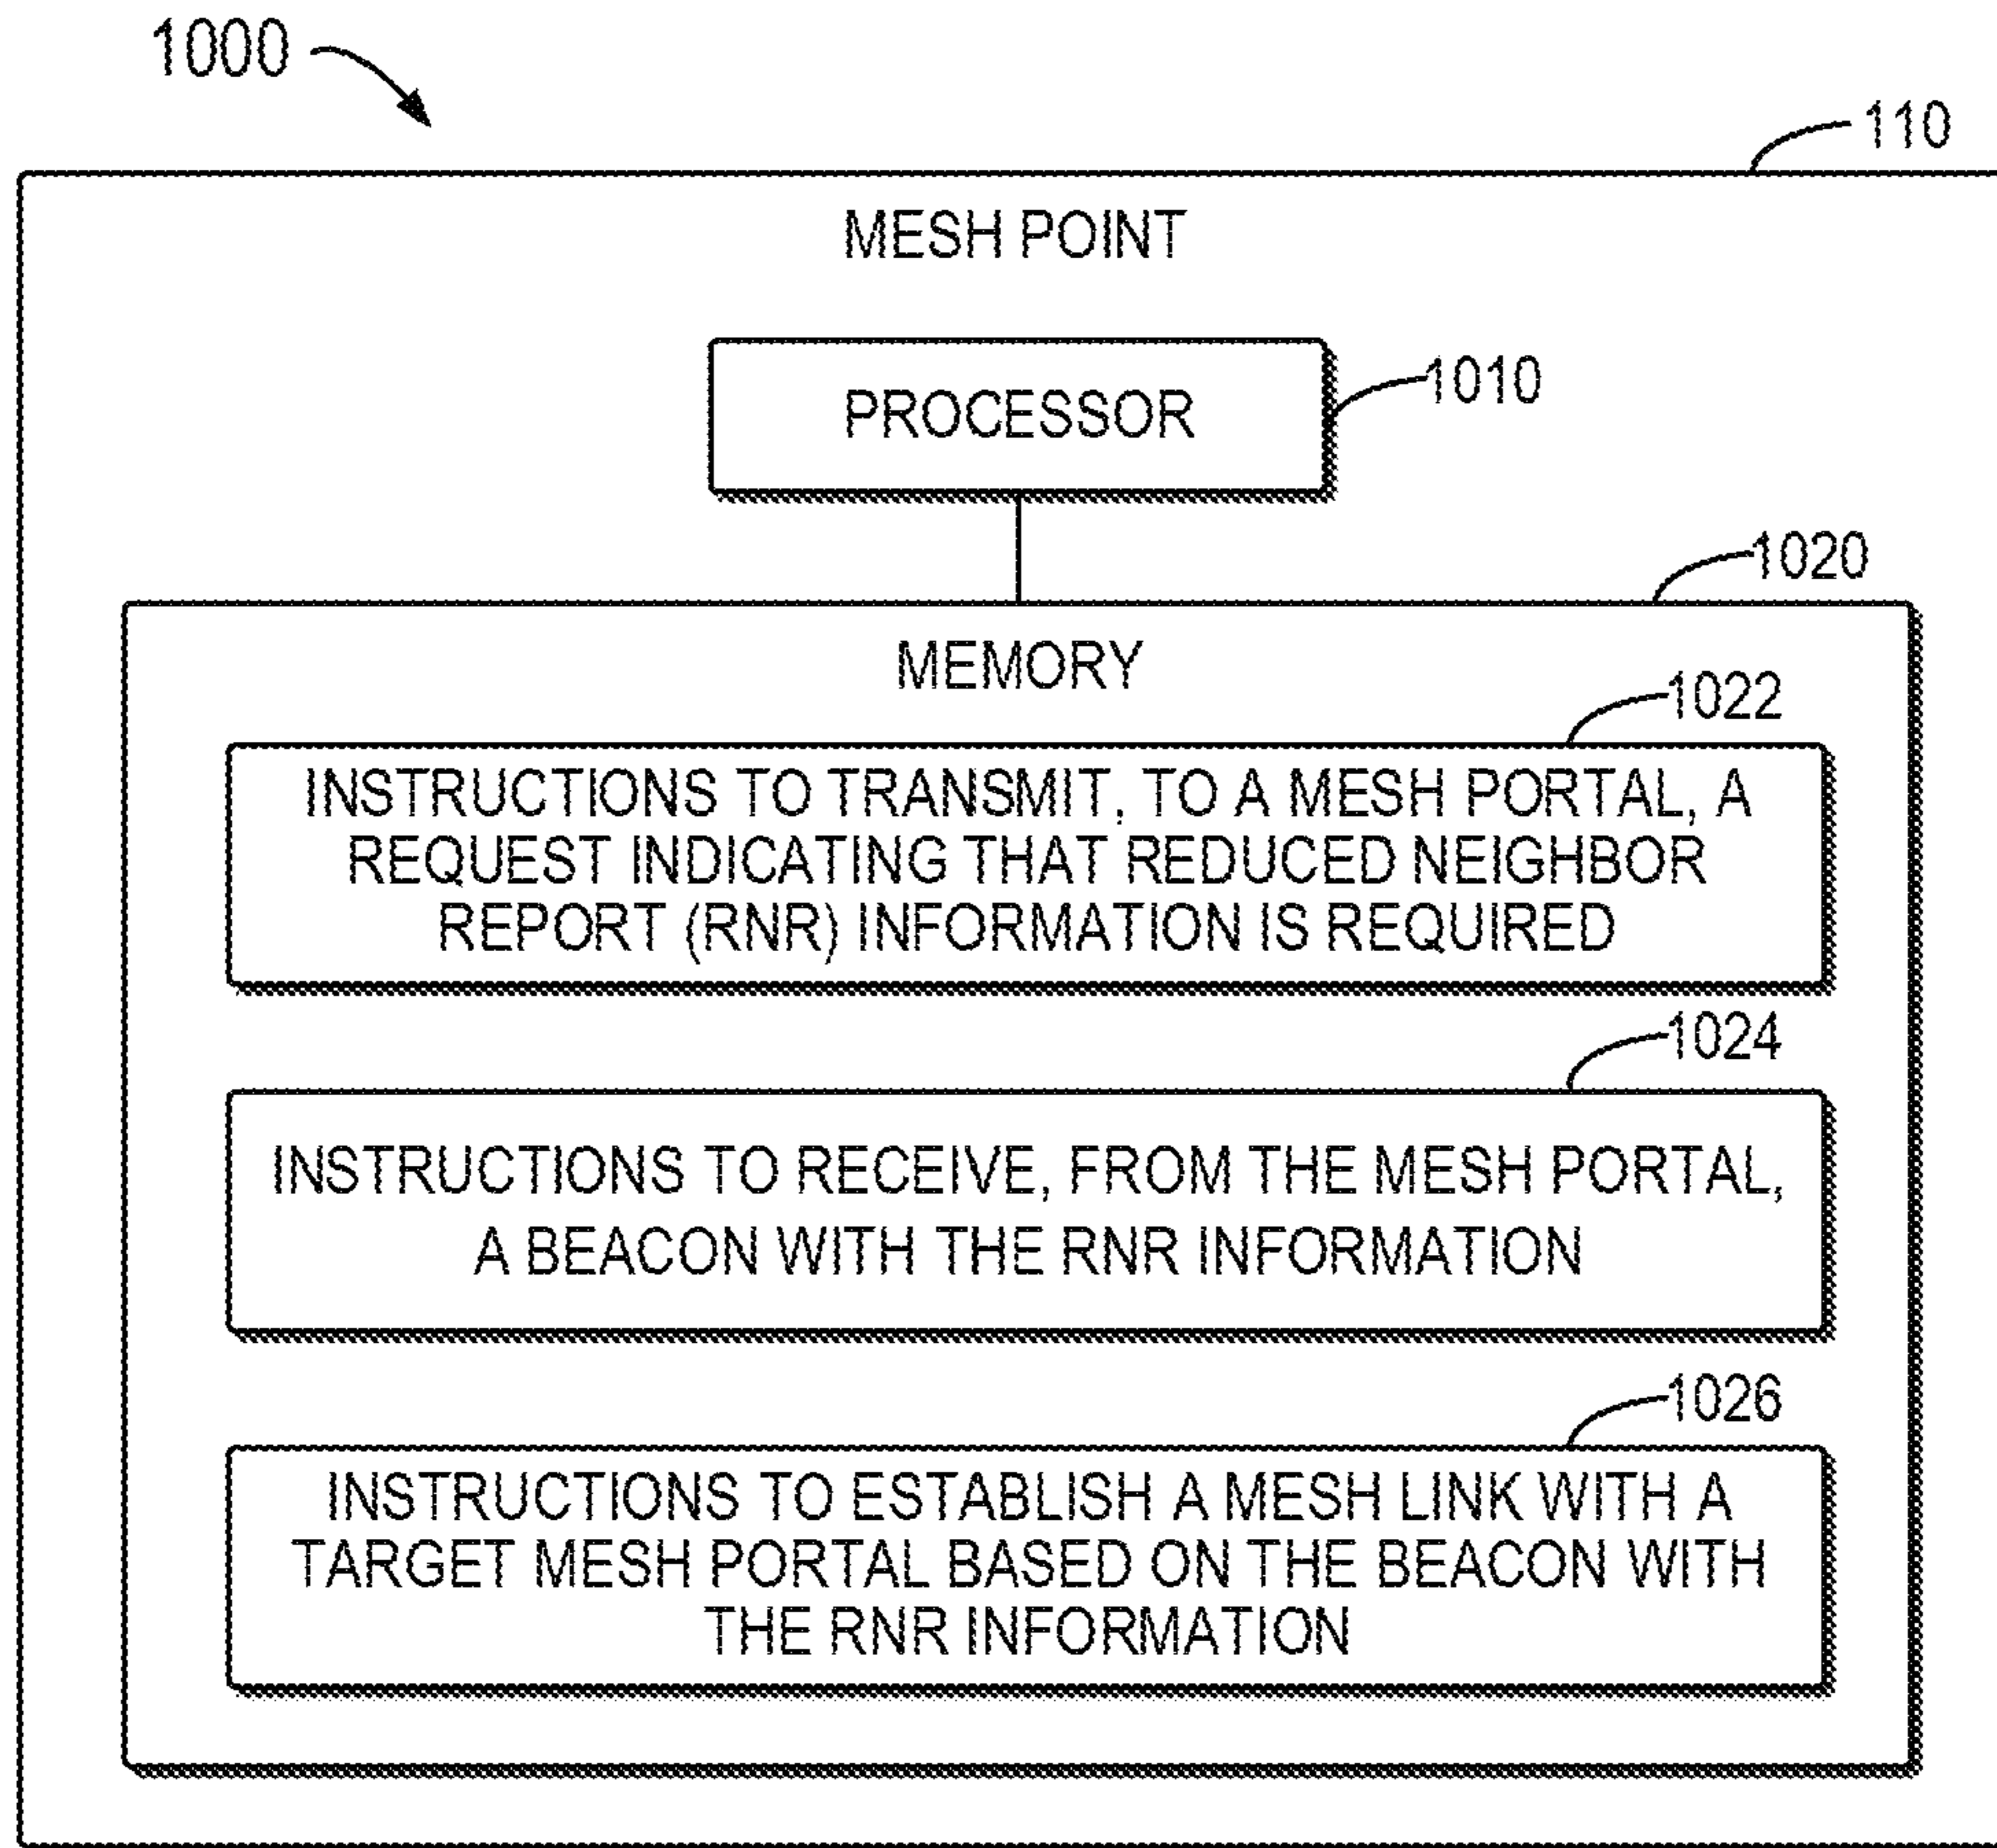 1000
110
MESH POINT
PROCESSOR
1010
1020
MEMORY
1022
INSTRUCTIONS TO TRANSMIT, TO A MESH PORTAL, A
REQUEST INDICATING THAT REDUCED NEIGHBOR
REPORT (RNR) INFORMATION IS REQUIRED
1024
INSTRUCTIONS TO RECEIVE, FROM THE MESH PORTAL,
A BEACON WITH THE RNR INFORMATION
1026
INSTRUCTIONS TO ESTABLISH A MESH LINK WITH A
TARGET MESH PORTAL BASED ON THE BEACON WITH
THE RNR INFORMATION